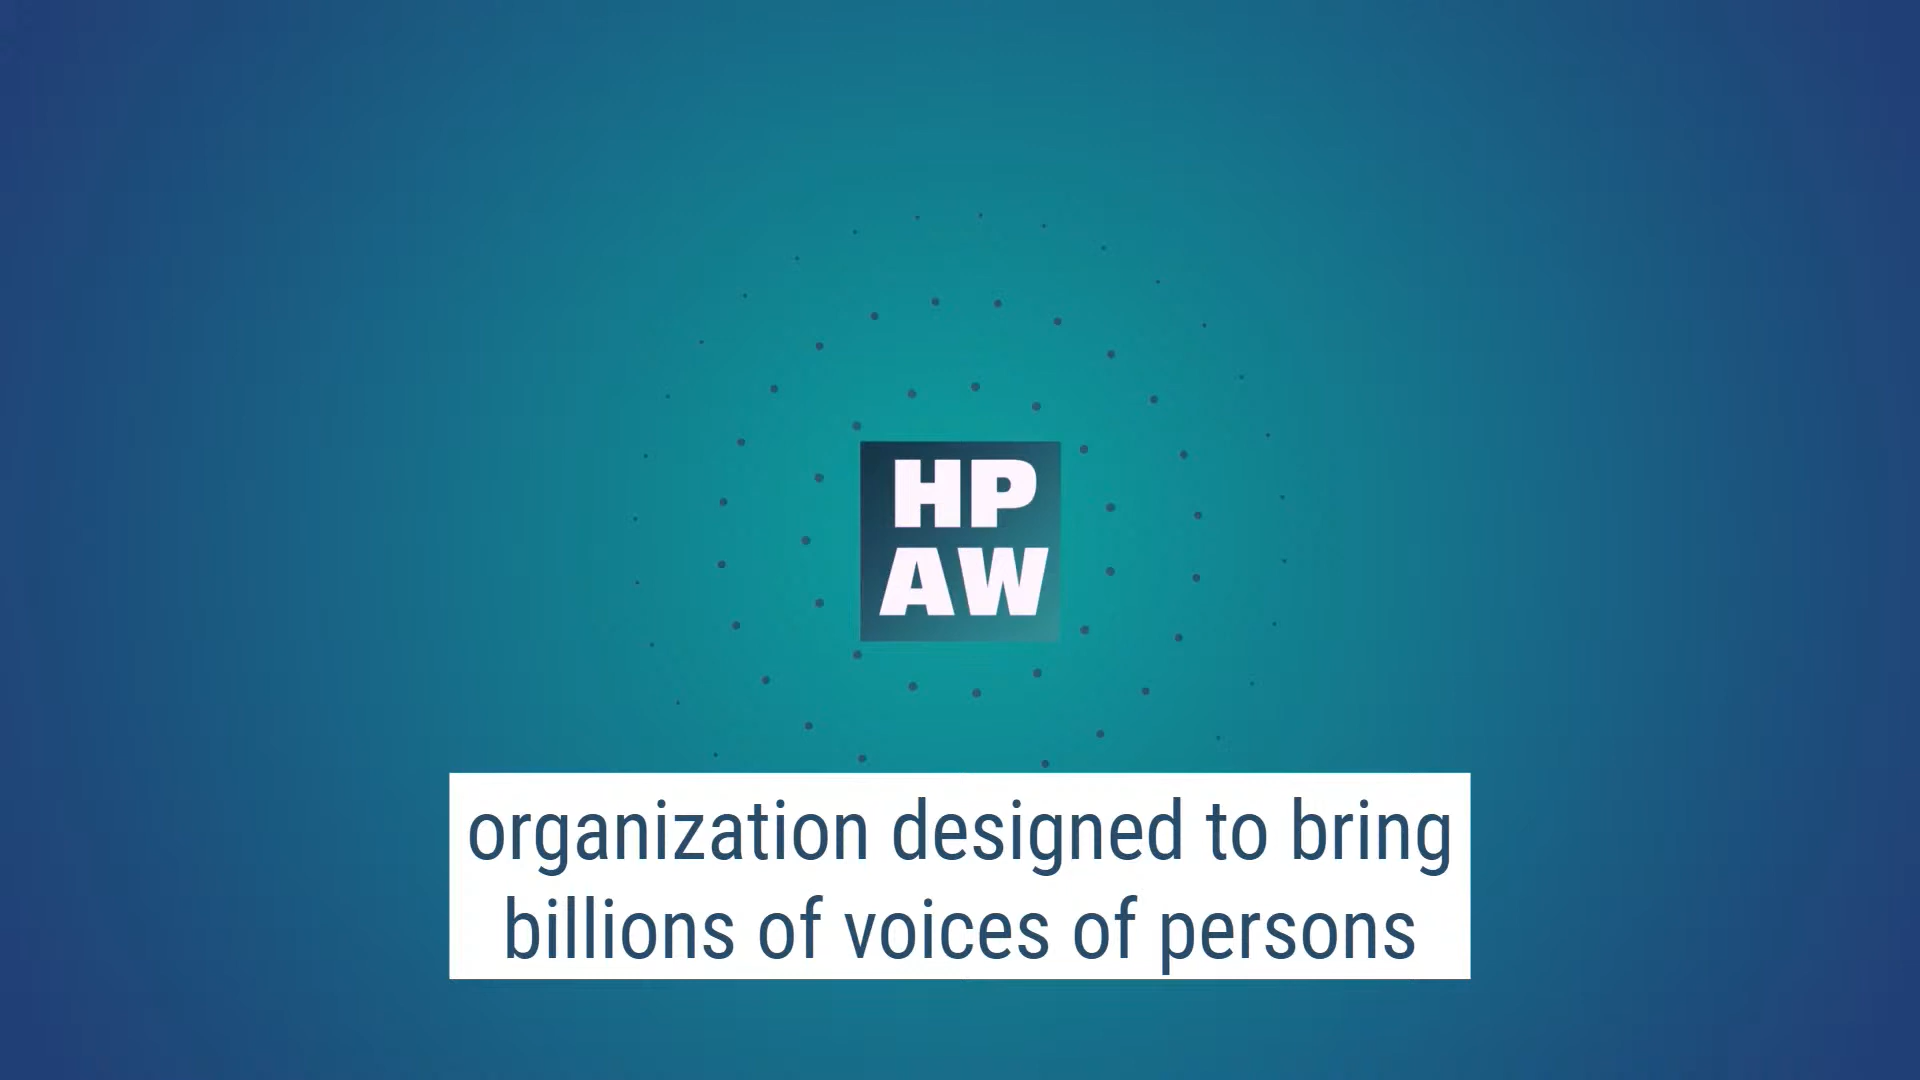 HP
AW
organization designed to bring
billions of voices of persons